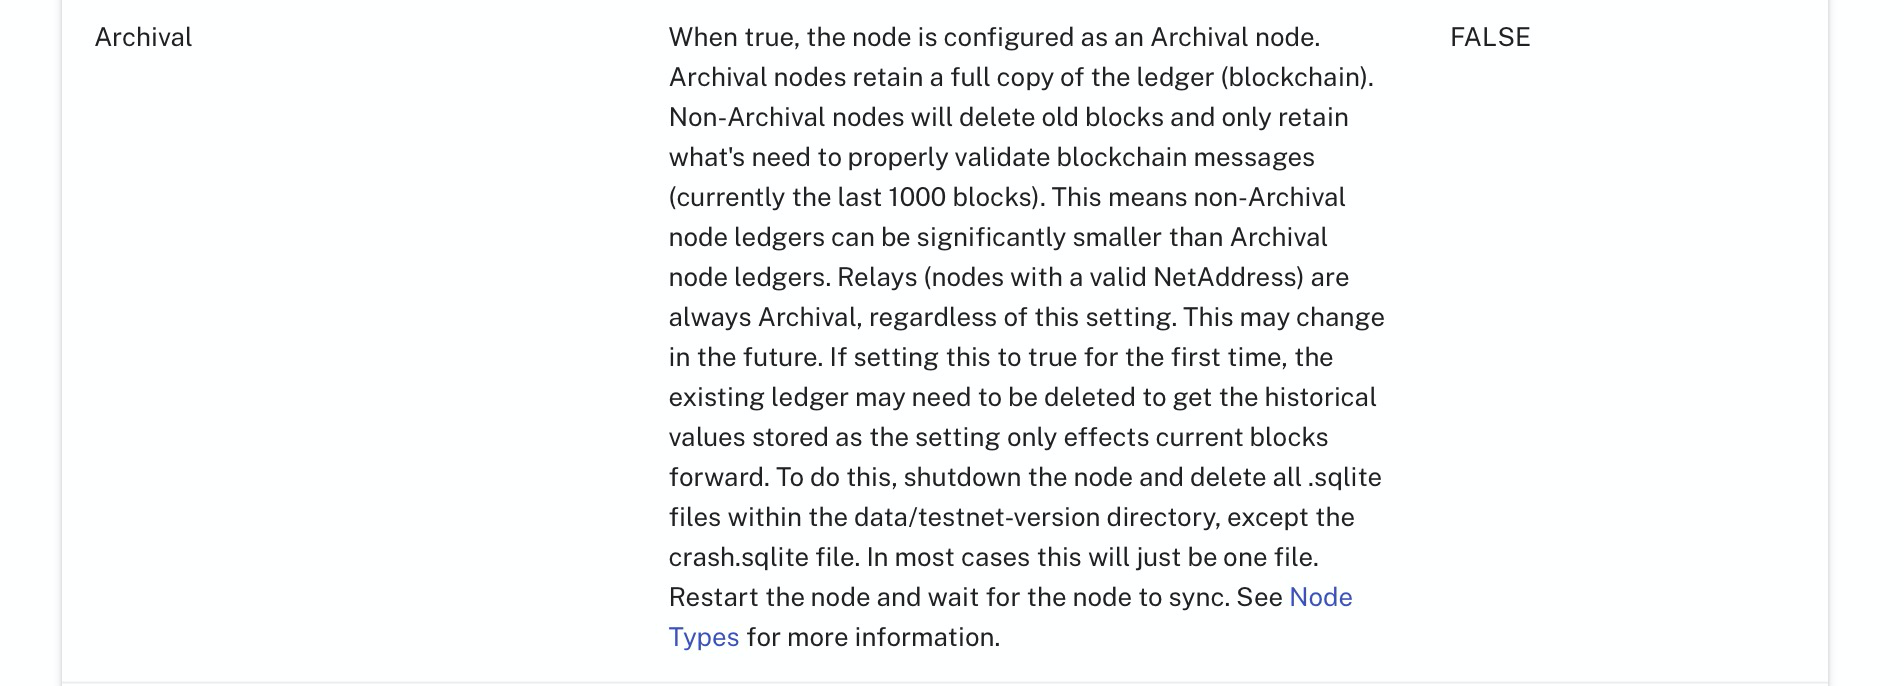 Archival
When true, the node is configured as an Archival node.
Archival nodes retain a full copy of the ledger (blockchain).
Non-Archival nodes will delete old blocks and only retain
what's need to properly validate blockchain messages
(currently the last 1000 blocks). This means non-Archival
node ledgers can be significantly smaller than Archival
node ledgers. Relays (nodes with a valid NetAddress) are
always Archival, regardless of this setting. This may change
in the future. If setting this to true for the first time, the
existing ledger may need to be deleted to get the historical
values stored as the setting only effects current blocks
forward. To do this, shutdown the node and delete all .sqlite
files within the data/testnet-version directory, except the
crash.sqlite file. In most cases this will just be one file.
Restart the node and wait for the node to sync. See Node
Types for more information.
FALSE